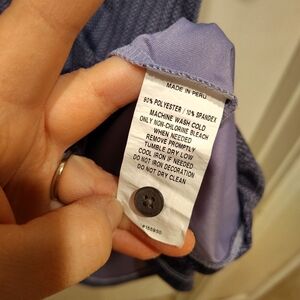 MADE IN PERU
90% POLYESTER / 10% SPANDEX
MACHINE WASH COLD
ONLY NON-CHLORINE BLEACH
WHEN NEEDED
REMOVE PROMPTLY
TUMBLE DRY LOW
COOL IRON IF NEEDED
DO NOT IRON DECORATION
DO NOT DRY CLEAN